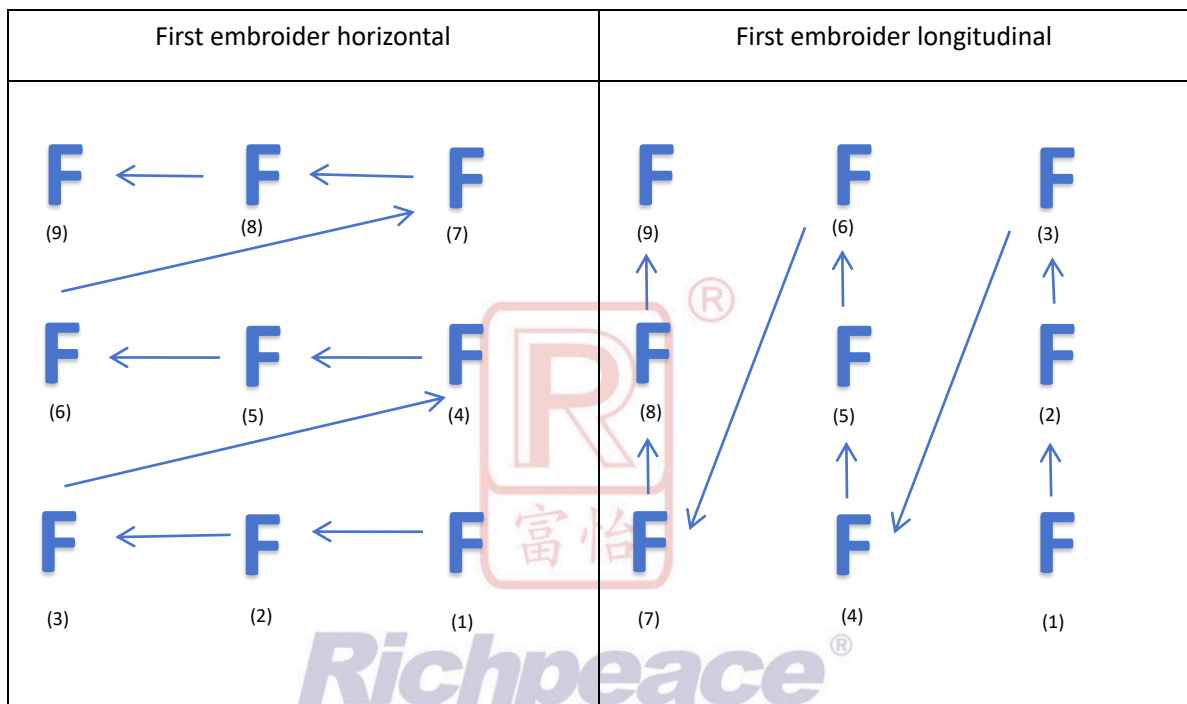 First embroider horizontal
First embroider longitudinal
F F F
(9) (8) (7)
F F F
(6) (5) (4)
F F F
(3) (2) (1)
F F F
(9) (6) (3)
F F F
(8) (5) (2)
F F F
(7) (4) (1)
R ®
富怡
Richpeace®